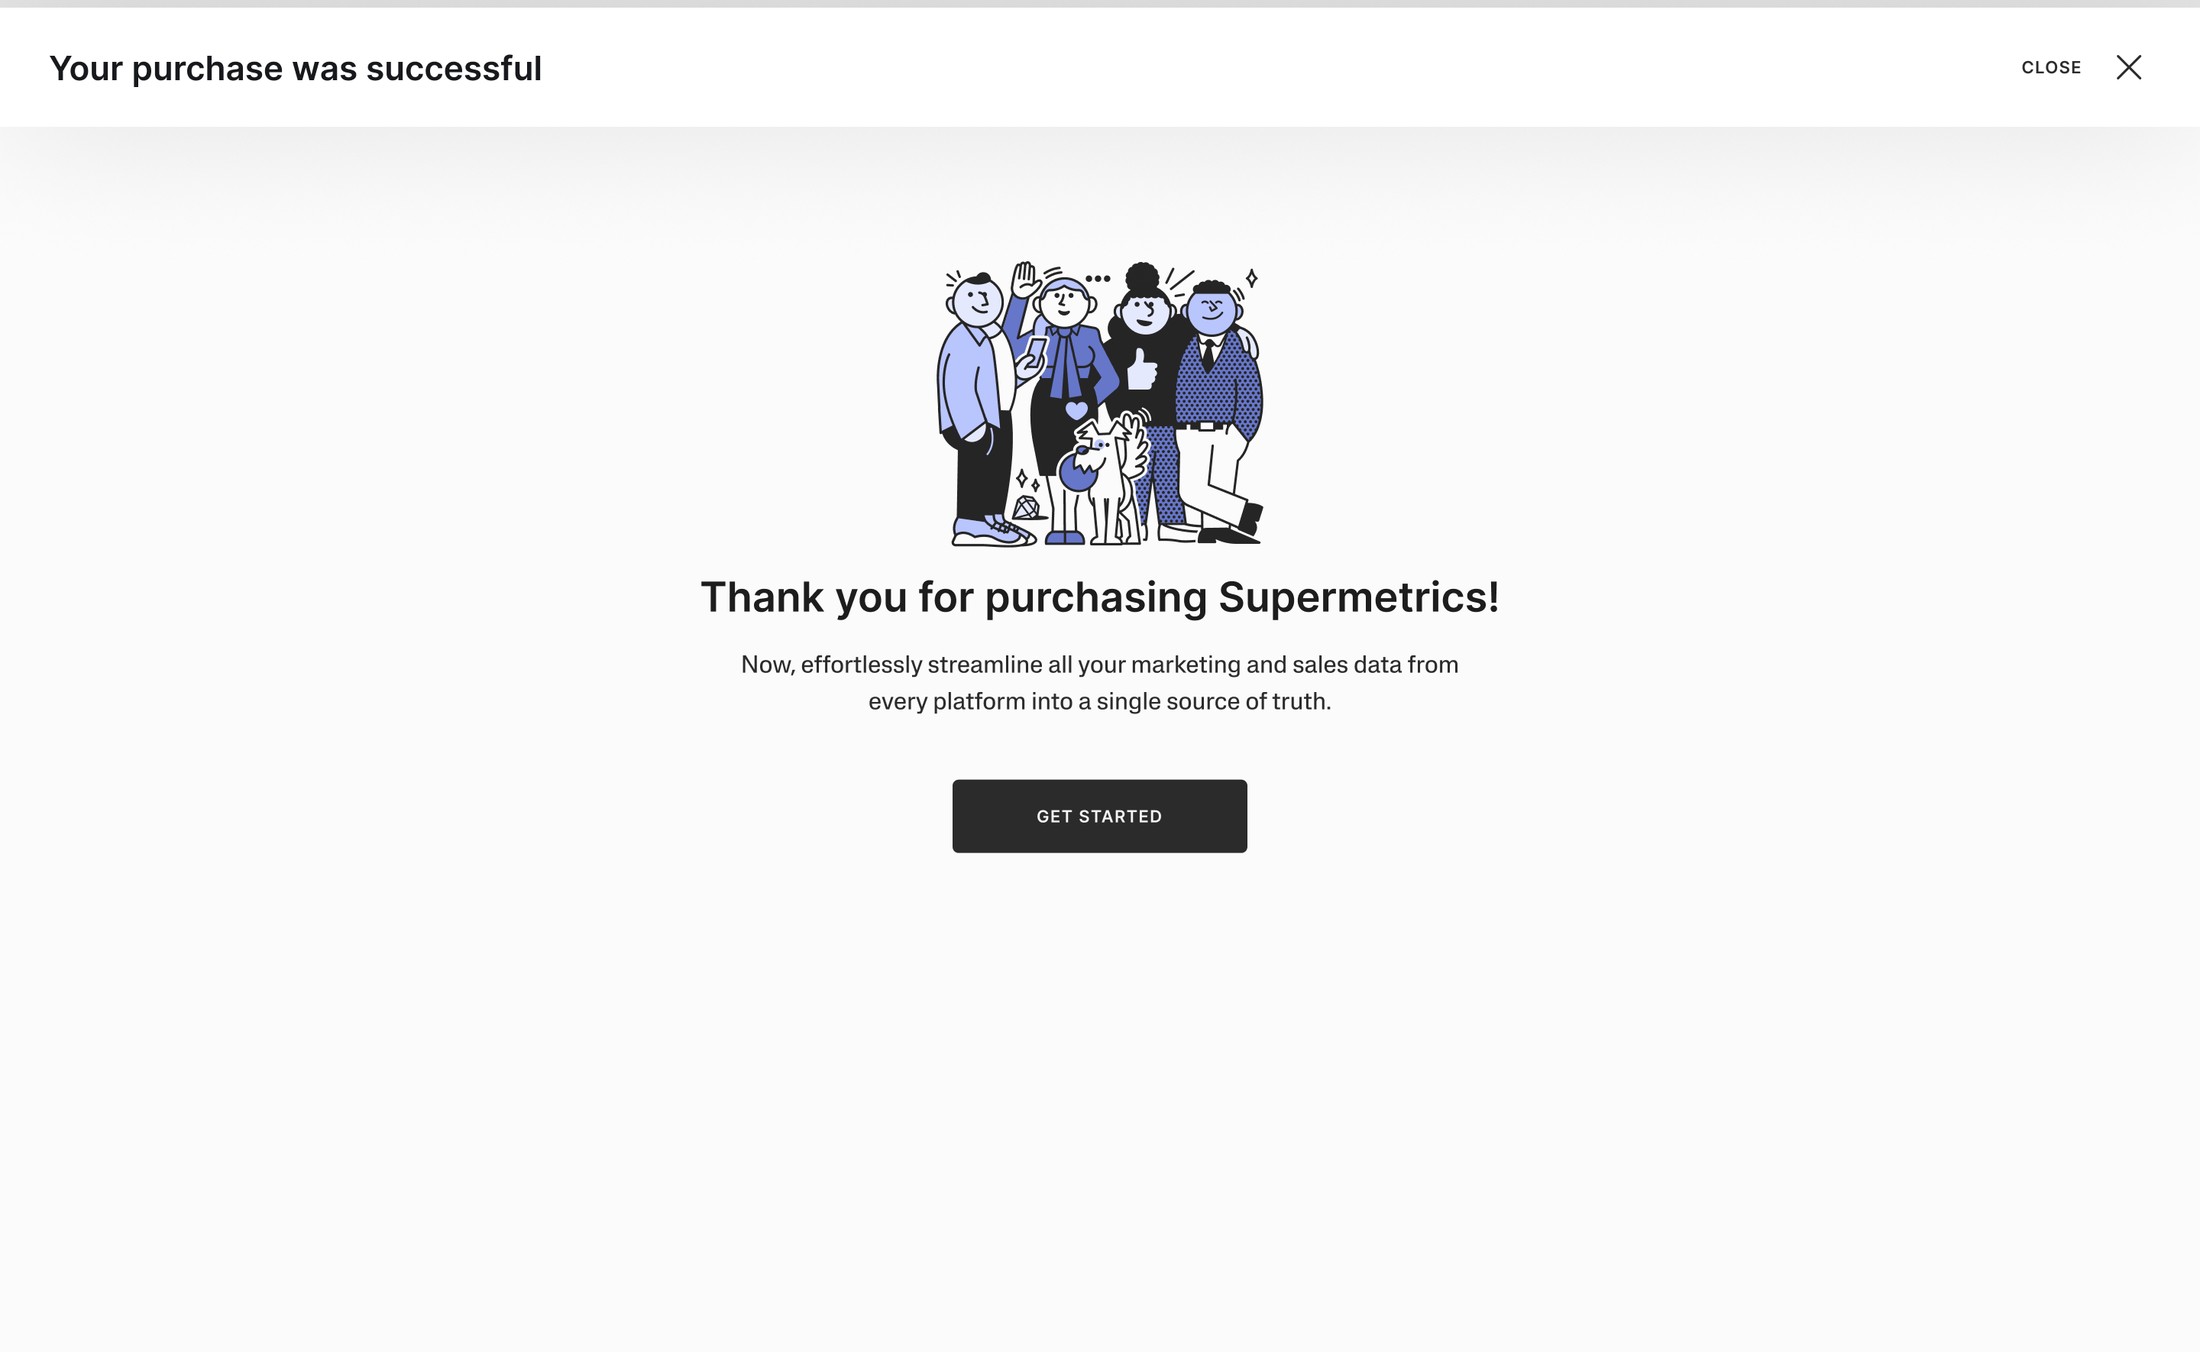 Your purchase was successful
CLOSE
Thank you for purchasing Supermetrics!
Now, effortlessly streamline all your marketing and sales data from
every platform into a single source of truth.
GET STARTED